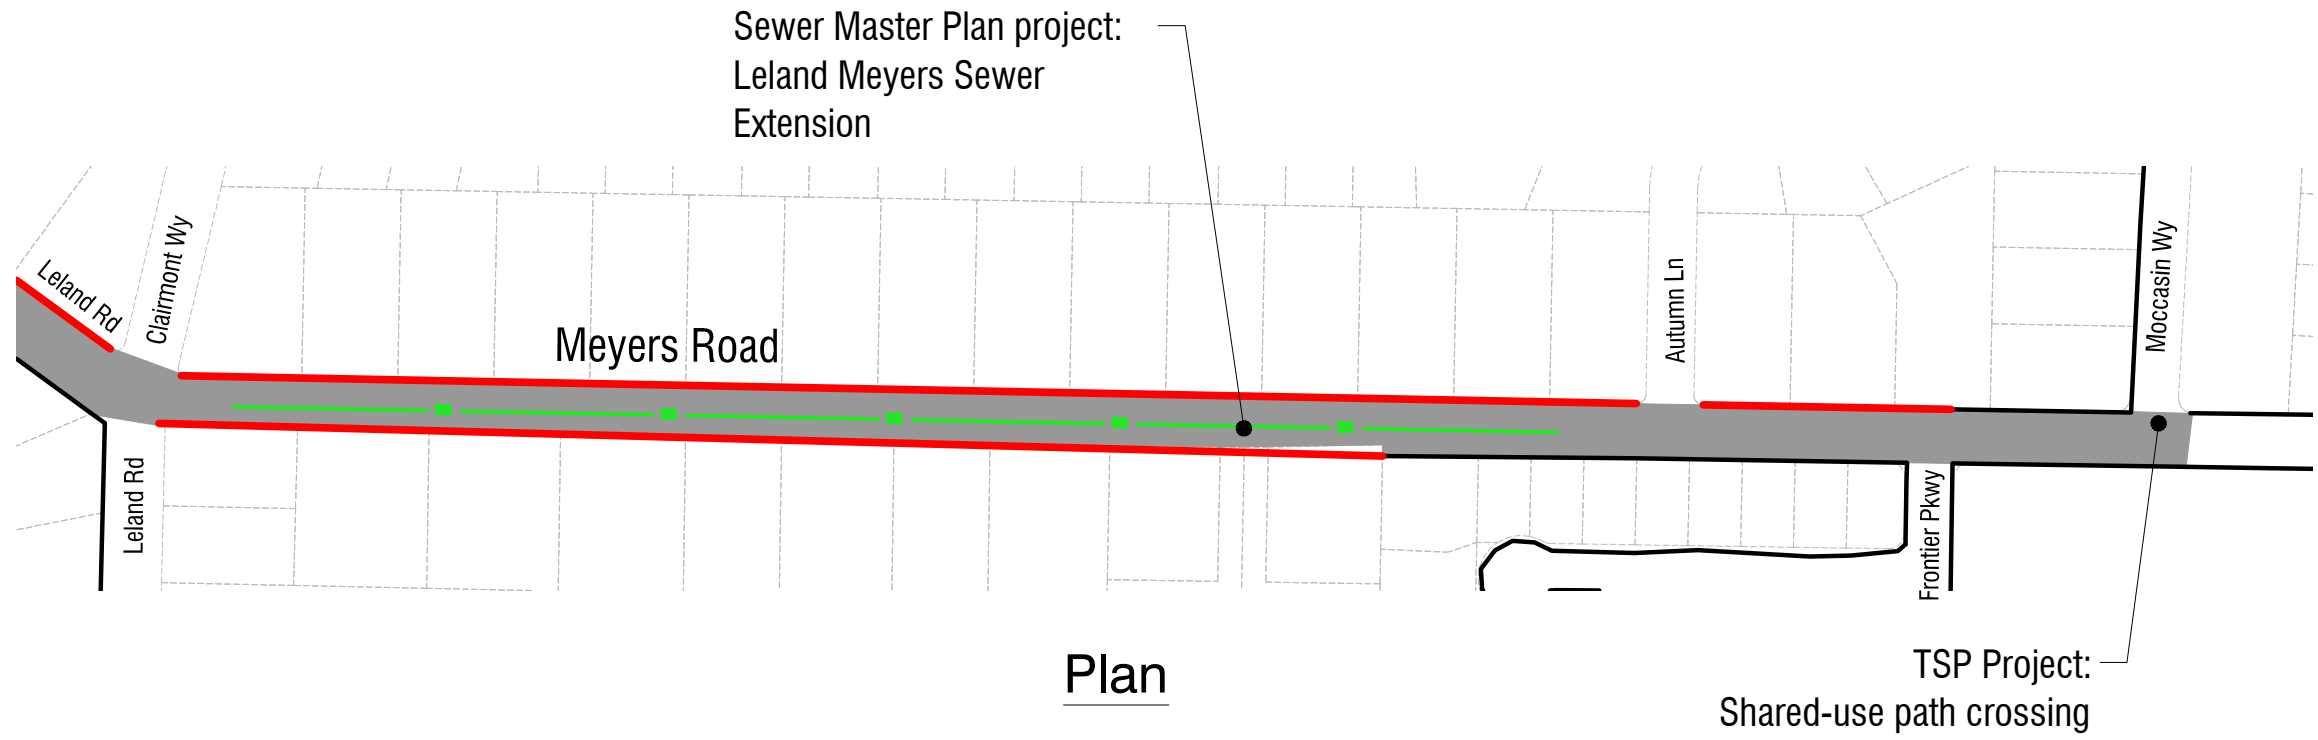 Sewer Master Plan project:
Leland Meyers Sewer
Extension
Leland Rd
Clairmont Wy
Meyers Road
Autumn Ln
Moccasin Wy
SS
SS
SS
SS
SS
Leland Rd
Frontier Pkwy
Plan
TSP Project:
Shared-use path crossing